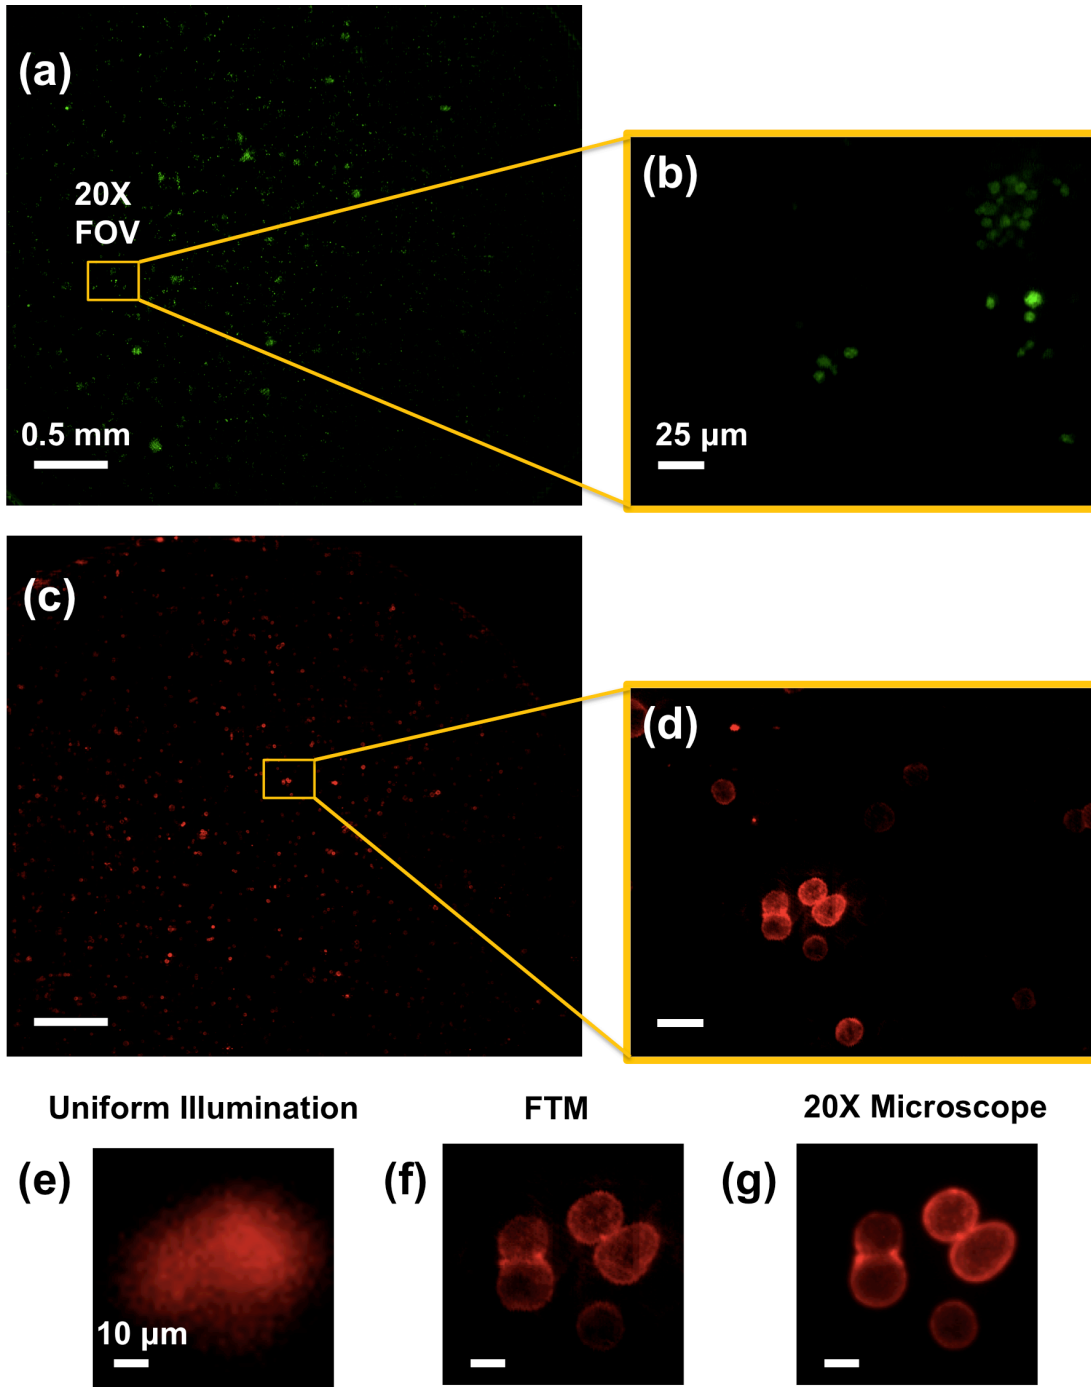 (a)
20X
FOV
0.5 mm
(b)
25 µm
(c)
(d)
Uniform Illumination
FTM
20X Microscope
(e)
10 µm
(f)
(g)